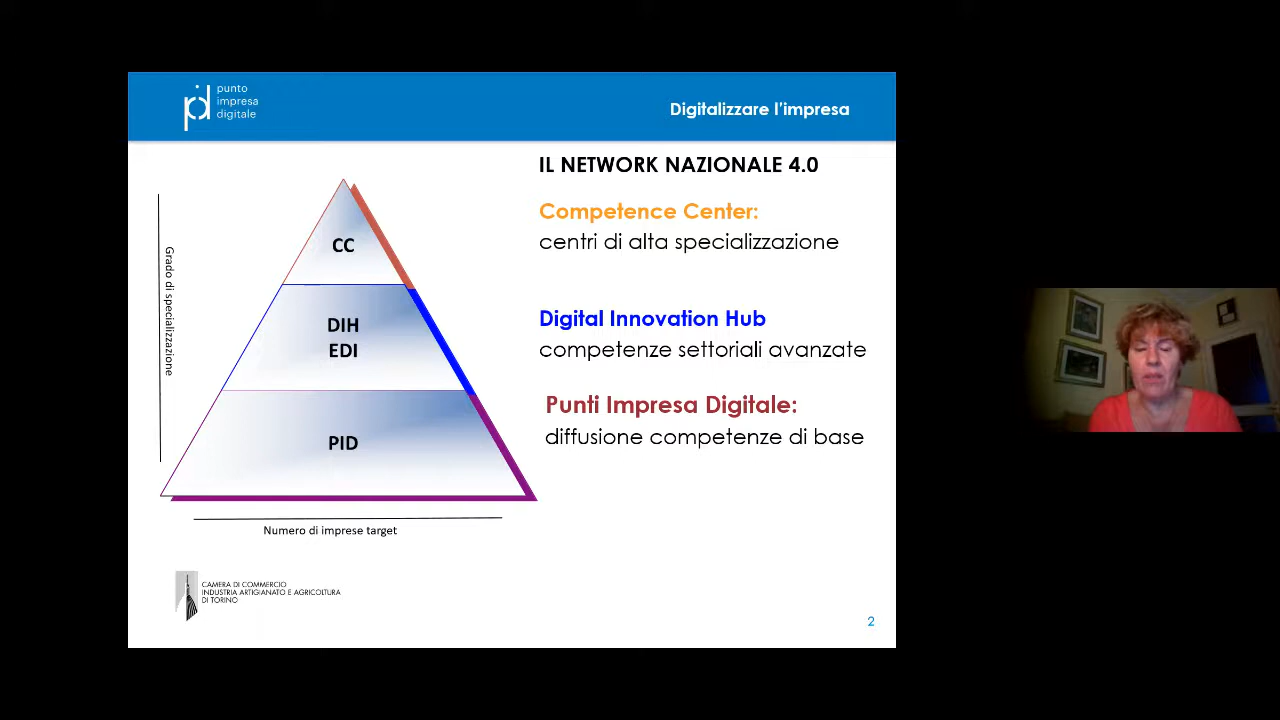 punto
impresa
digitale
Digitalizzare l'impresa
IL NETWORK NAZIONALE 4.0
Competence Center:
centri di alta specializzazione
Digital Innovation Hub
competenze settoriali avanzate
Punti Impresa Digitale:
diffusione competenze di base
Grado di specializzazione
CC
DIH
EDI
PID
Numero di imprese target
CAMERA DI COMMERCIO
INDUSTRIA ARTIGIANATO E AGRICOLTURA
DI TORINO
2